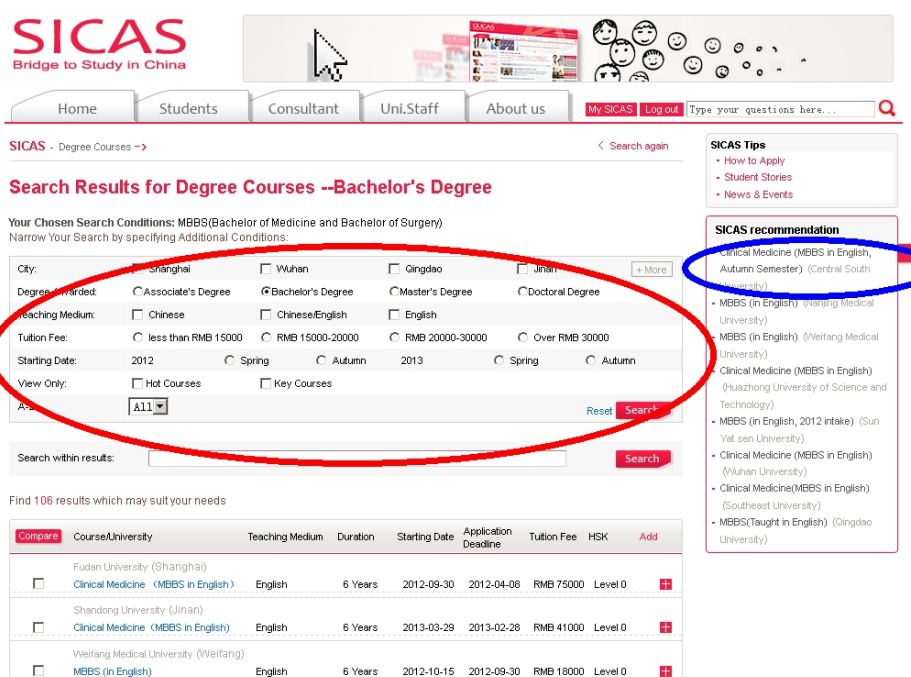 SICAS
Bridge to Study in China
Home Students Consultant Uni.Staff About us My SICAS Log out Type your questions here...
SICAS - Degree Courses -> < Search again
Search Results for Degree Courses --Bachelor's Degree
Your Chosen Search Conditions: MBBS(Bachelor of Medicine and Bachelor of Surgery)
Narrow Your Search by specifying Additional Conditions:
City: Shanghai Wuhan Qingdao Jinan + More
Degree Awarded: Associate's Degree Bachelor's Degree Master's Degree Doctoral Degree
Teaching Medium: Chinese Chinese/English English
Tuition Fee: less than RMB 15000 RMB 15000-20000 RMB 20000-30000 Over RMB 30000
Starting Date: 2012 Spring Autumn 2013 Spring Autumn
View Only: Hot Courses Key Courses
All Reset Search
Search within results: Search
Find 106 results which may suit your needs
Compare Course/University Teaching Medium Duration Starting Date Application Deadline Tuition Fee HSK Add
Fudan University (Shanghai)
Clinical Medicine (MBBS in English) English 6 Years 2012-09-30 2012-04-08 RMB 75000 Level 0
Shandong University (Jinan)
Clinical Medicine (MBBS in English) English 6 Years 2013-03-29 2013-02-28 RMB 41000 Level 0
Weifang Medical University (Weifang)
MBBS (in English) English 6 Years 2012-10-15 2012-09-30 RMB 18000 Level 0
SICAS Tips
- How to Apply
- Student Stories
- News & Events
SICAS recommendation
Clinical Medicine (MBBS in English,
Autumn Semester) (Central South
University)
- MBBS (in English) (Nanjing Medical
University)
- MBBS (in English) (Weifang Medical
University)
- Clinical Medicine (MBBS in English)
(Huazhong University of Science and
Technology)
- MBBS (in English, 2012 intake) (Sun
Yat sen University)
- Clinical Medicine (MBBS in English)
(Wuhan University)
- Clinical Medicine(MBBS in English)
(Southeast University)
- MBBS(Taught in English) (Qingdao
University)